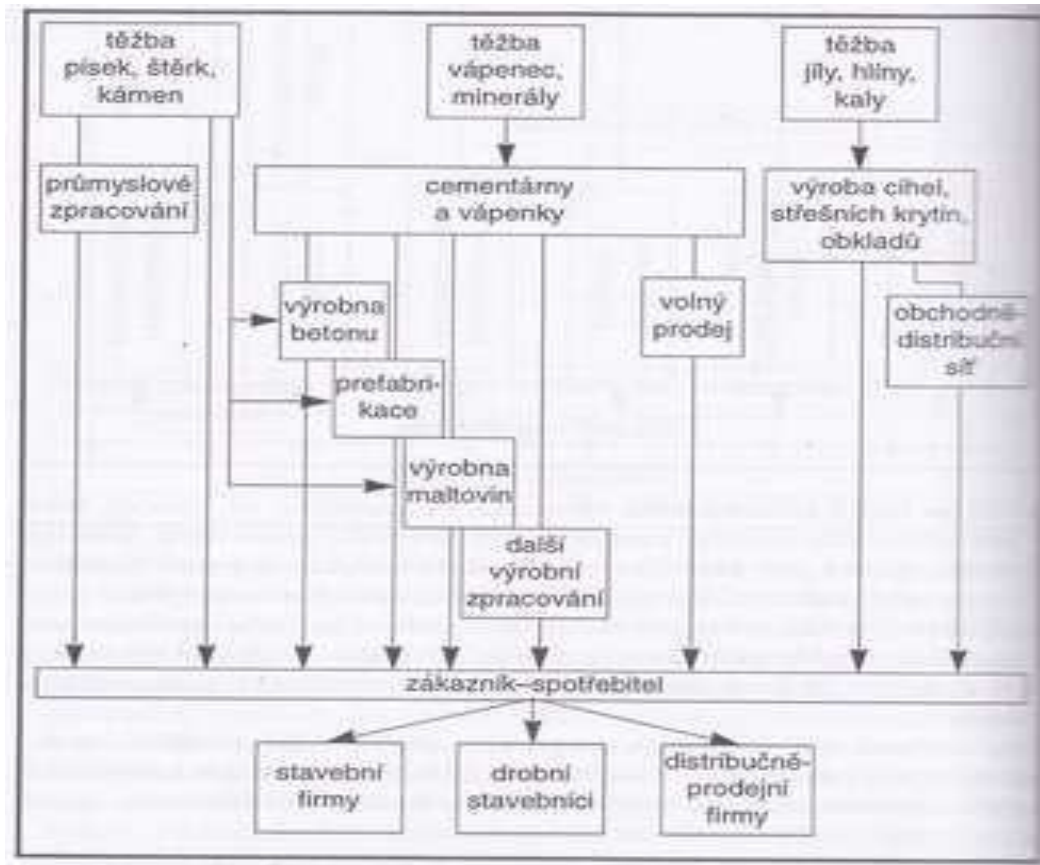 těžba
písek, štěrk,
kámen
těžba
vápenec,
minerály
těžba
jíly, hlíny,
kaly
průmyslové
zpracování
cementárny
a vápenky
výroba cihel,
střešních krytin,
obkladů
výrobna
betonu
volný
prodej
obchodně-
distribuční
síť
prefabri-
kace
výrobna
maltovin
další
výrobní
zpracování
zákazník–spotřebitel
stavební
firmy
drobní
stavebníci
distribučně-
prodejní
firmy